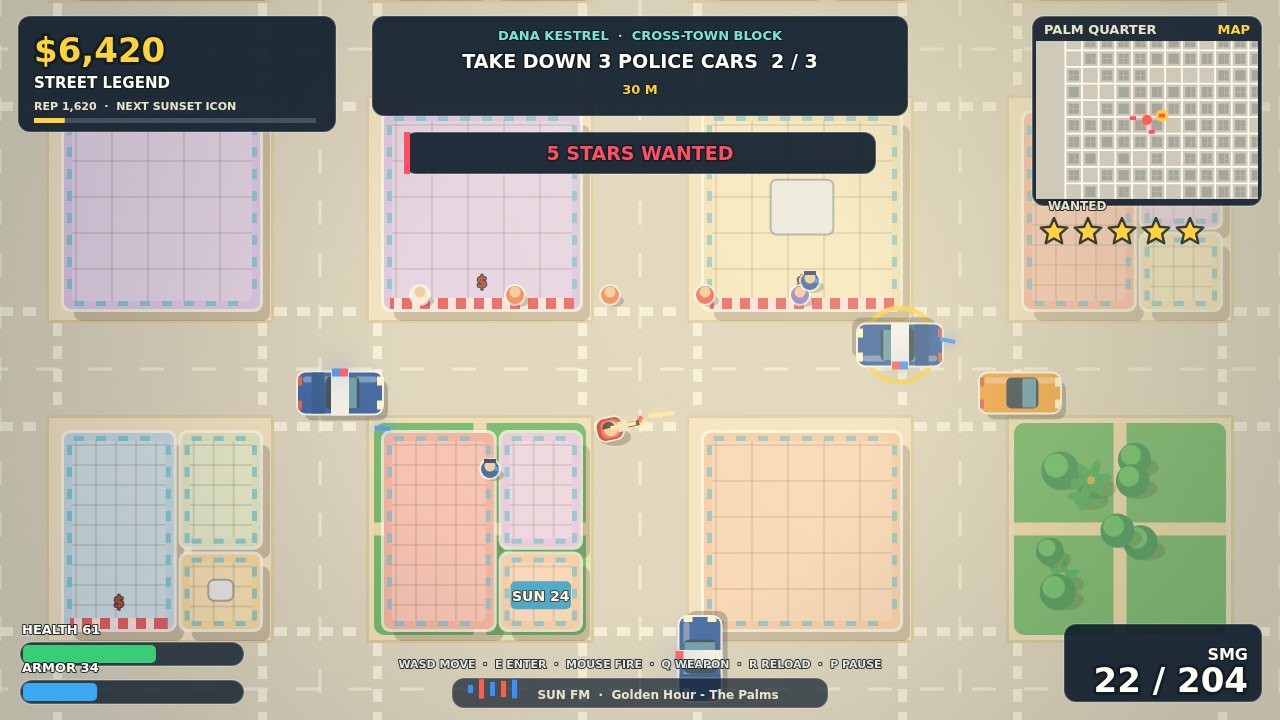 $6,420
STREET LEGEND
REP 1,620 · NEXT SUNSET ICON
DANA KESTREL · CROSS-TOWN BLOCK
TAKE DOWN 3 POLICE CARS 2 / 3
30 M
5 STARS WANTED
PALM QUARTER MAP
WANTED
$
$
SUN 24
HEALTH 61
ARMOR 34
WASD MOVE · E ENTER · MOUSE FIRE · Q WEAPON · R RELOAD · P PAUSE
SUN FM · Golden Hour - The Palms
SMG
22 / 204